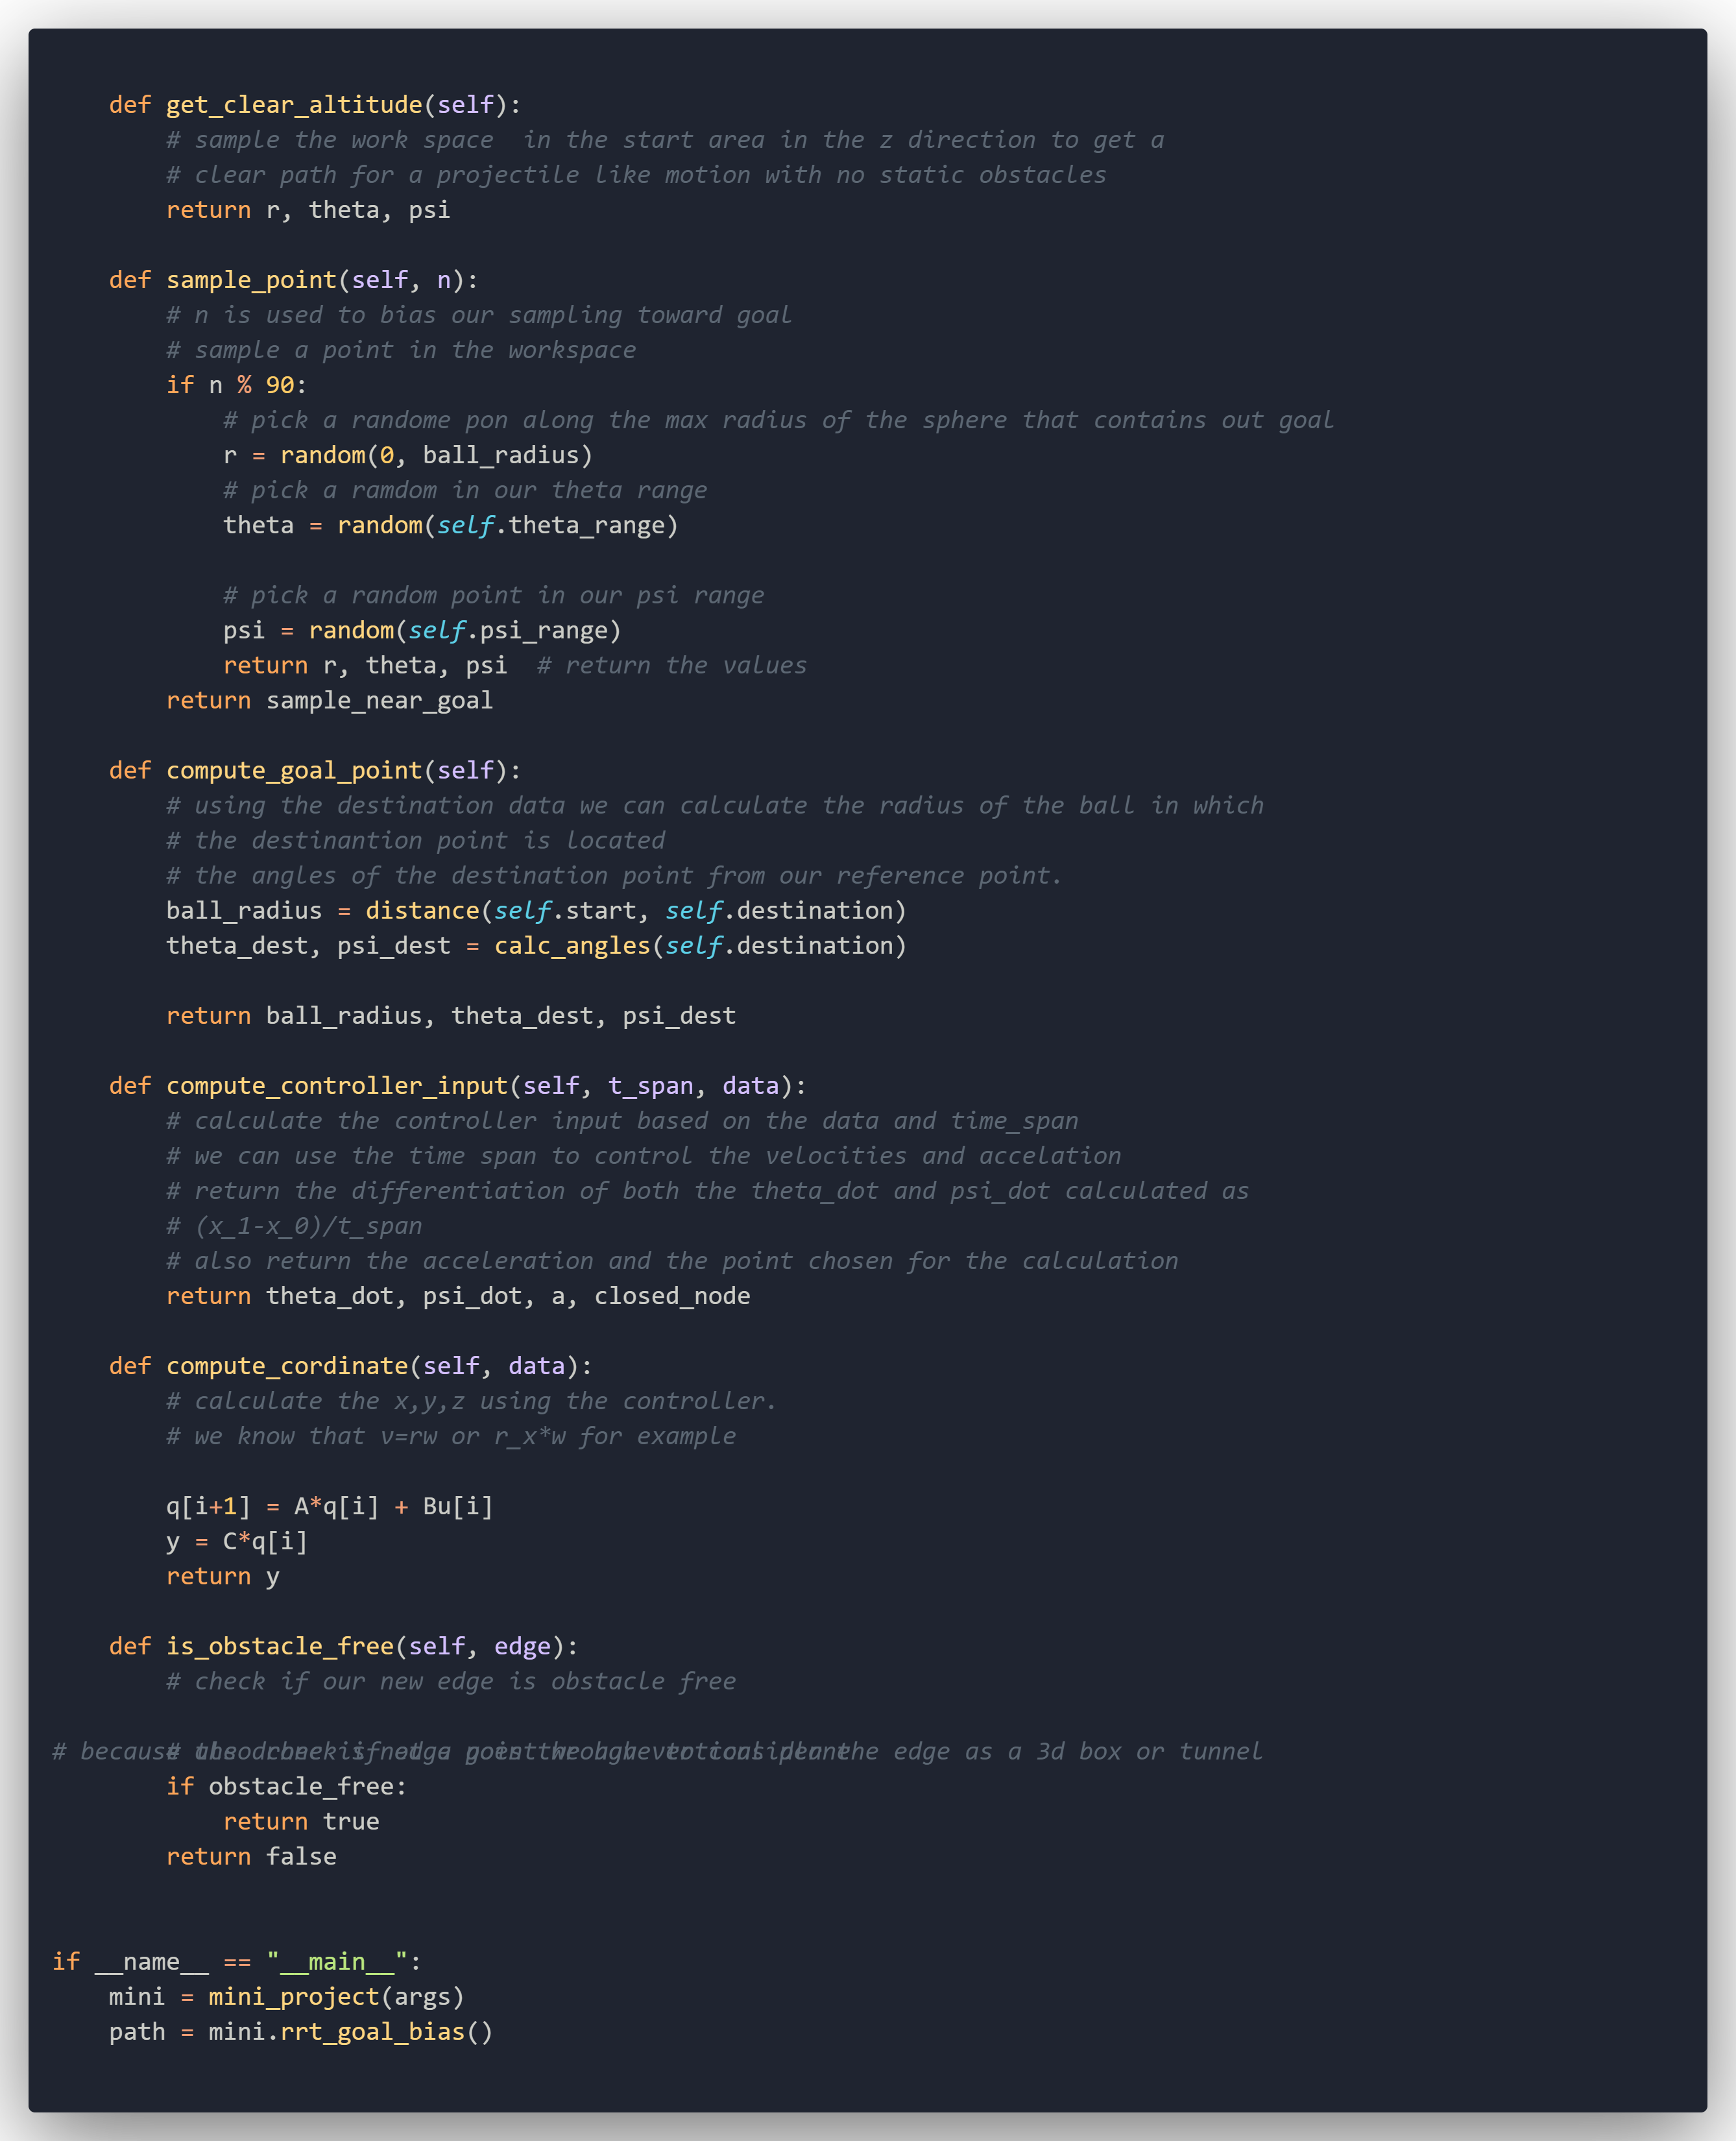 def get_clear_altitude(self):
# sample the work space  in the start area in the z direction to get a
# clear path for a projectile like motion with no static obstacles
return r, theta, psi
def sample_point(self, n):
# n is used to bias our sampling toward goal
# sample a point in the workspace
if n % 90:
# pick a randome pon along the max radius of the sphere that contains out goal
r = random(0, ball_radius)
# pick a ramdom in our theta range
theta = random(self.theta_range)
# pick a random point in our psi range
psi = random(self.psi_range)
return r, theta, psi  # return the values
return sample_near_goal
def compute_goal_point(self):
# using the destination data we can calculate the radius of the ball in which
# the destinantion point is located
# the angles of the destination point from our reference point.
ball_radius = distance(self.start, self.destination)
theta_dest, psi_dest = calc_angles(self.destination)
return ball_radius, theta_dest, psi_dest
def compute_controller_input(self, t_span, data):
# calculate the controller input based on the data and time_span
# we can use the time span to control the velocities and accelation
# return the differentiation of both the theta_dot and psi_dot calculated as
# (x_1-x_0)/t_span
# also return the acceleration and the point chosen for the calculation
return theta_dot, psi_dot, a, closed_node
def compute_cordinate(self, data):
# calculate the x,y,z using the controller.
# we know that v=rw or r_x*w for example
q[i+1] = A*q[i] + Bu[i]
y = C*q[i]
return y
def is_obstacle_free(self, edge):
# check if our new edge is obstacle free
# because the edge as a 3d box or tunnel
if obstacle_free:
return true
return false
if __name__ == "__main__":
mini = mini_project(args)
path = mini.rrt_goal_bias()